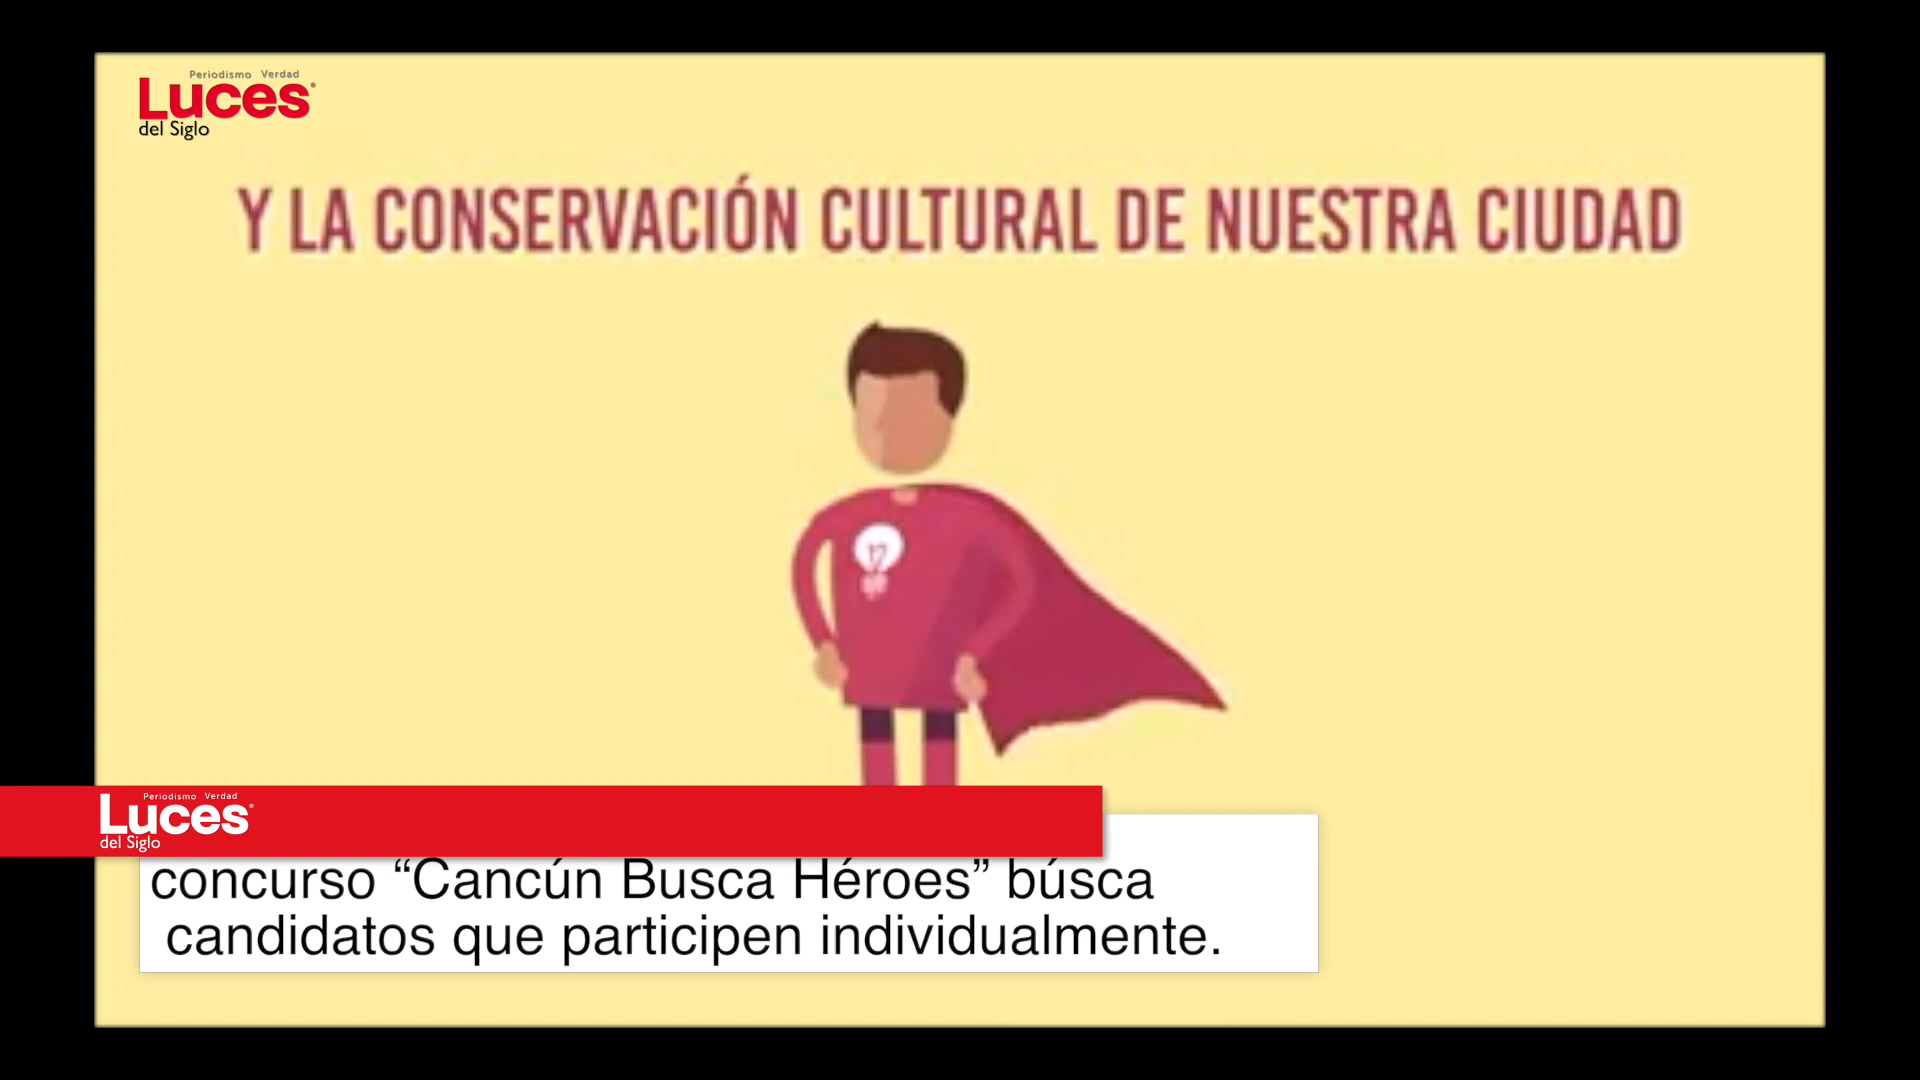 Periodismo Verdad
Luces
del Siglo
Y LA CONSERVACIÓN CULTURAL DE NUESTRA CIUDAD
Periodismo Verdad
Luces
del Siglo
concurso “Cancún Busca Héroes” búsca
candidatos que participen individualmente.